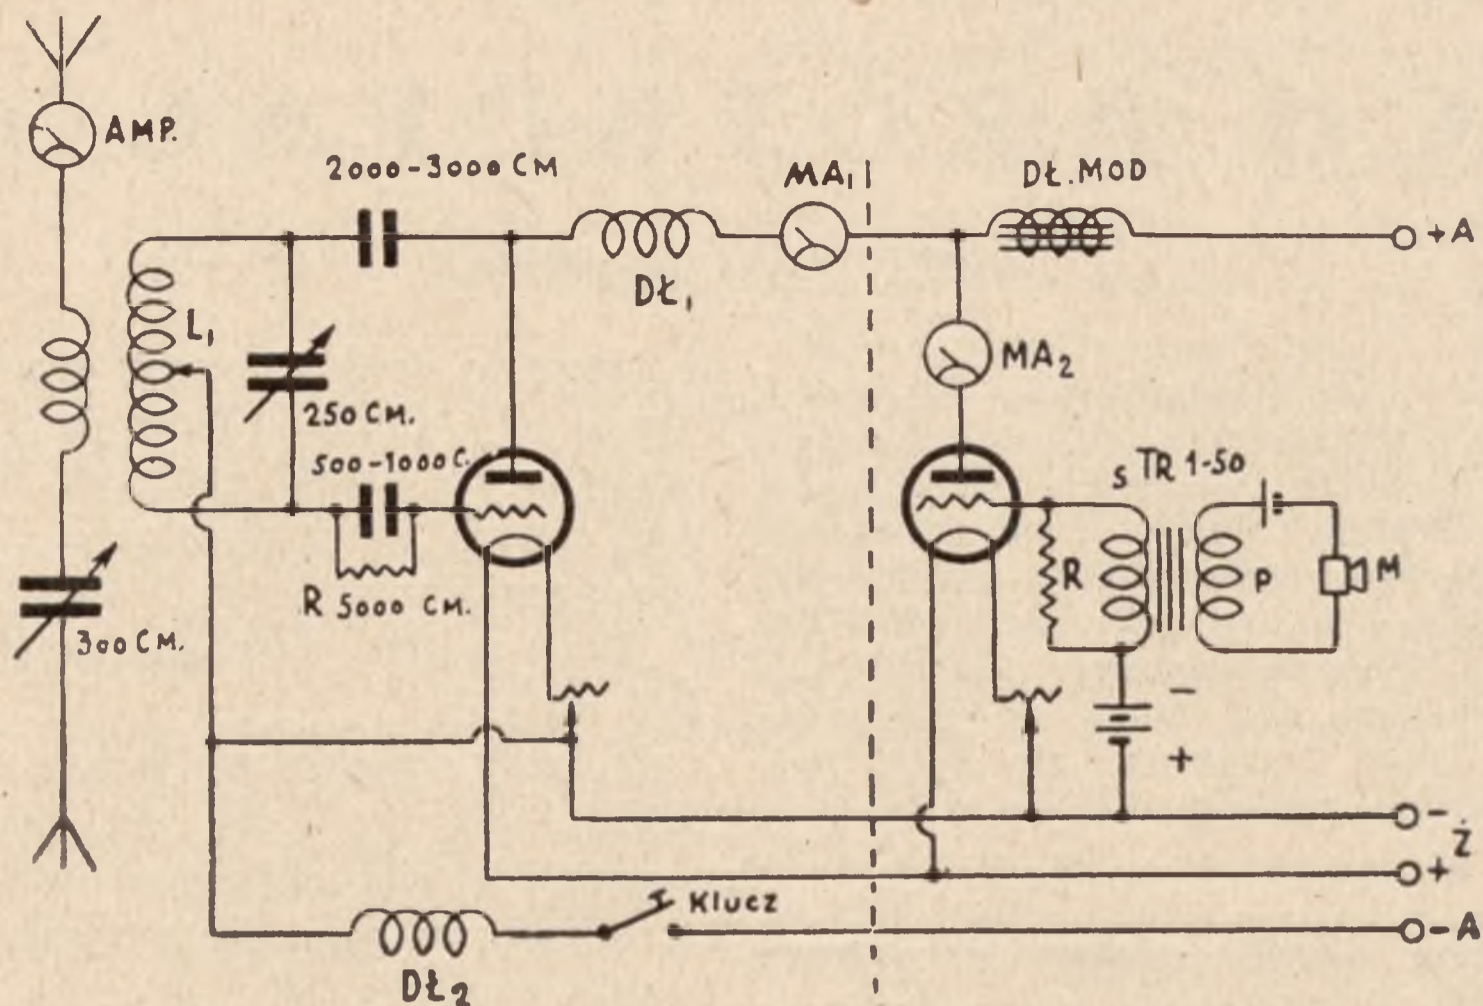 AMP.
2000-3000 CM
MA1
DŁ. MOD
+A
DŁ1
L1
MA2
250 CM.
500-1000 C.
S TR 1-50
R
P
M
R 5000 CM.
300 CM.
-
+
-
Ż
+
Klucz
-A
DŁ2